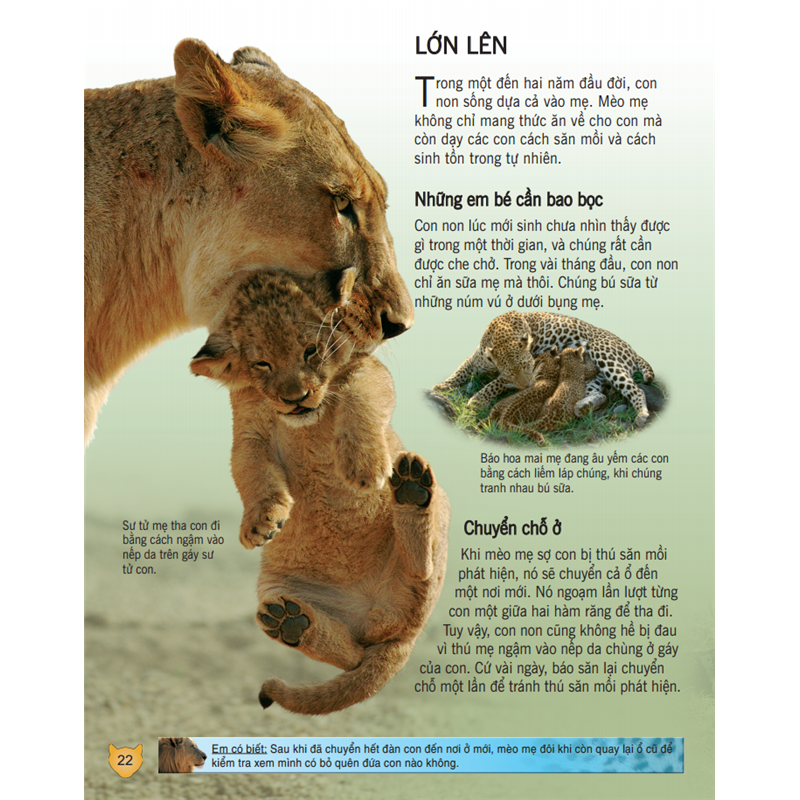 LỚN LÊN
Trong một đến hai năm đầu đời, con
non sống dựa cả vào mẹ. Mèo mẹ
không chỉ mang thức ăn về cho con mà
còn dạy các con cách săn mồi và cách
sinh tồn trong tự nhiên.
Những em bé cần bao bọc
Con non lúc mới sinh chưa nhìn thấy được
gì trong một thời gian, và chúng rất cần
được che chở. Trong vài tháng đầu, con non
chỉ ăn sữa mẹ mà thôi. Chúng bú sữa từ
những núm vú ở dưới bụng mẹ.
Báo hoa mai mẹ đang âu yếm các con
bằng cách liếm láp chúng, khi chúng
tranh nhau bú sữa.
Sư tử mẹ tha con đi
bằng cách ngậm vào
nếp da trên gáy sư
tử con.
Chuyển chỗ ở
Khi mèo mẹ sợ con bị thú săn mồi
phát hiện, nó sẽ chuyển cả ổ đến
một nơi mới. Nó ngoạm lần lượt từng
con một giữa hai hàm răng để tha đi.
Tuy vậy, con non cũng không hề bị đau
vì thú mẹ ngậm vào nếp da chùng ở gáy
của con. Cứ vài ngày, báo săn lại chuyển
chỗ một lần để tránh thú săn mồi phát hiện.
22
Em có biết: Sau khi đã chuyển hết đàn con đến nơi ở mới, mèo mẹ đôi khi còn quay lại ổ cũ để
kiểm tra xem mình có bỏ quên đứa con nào không.